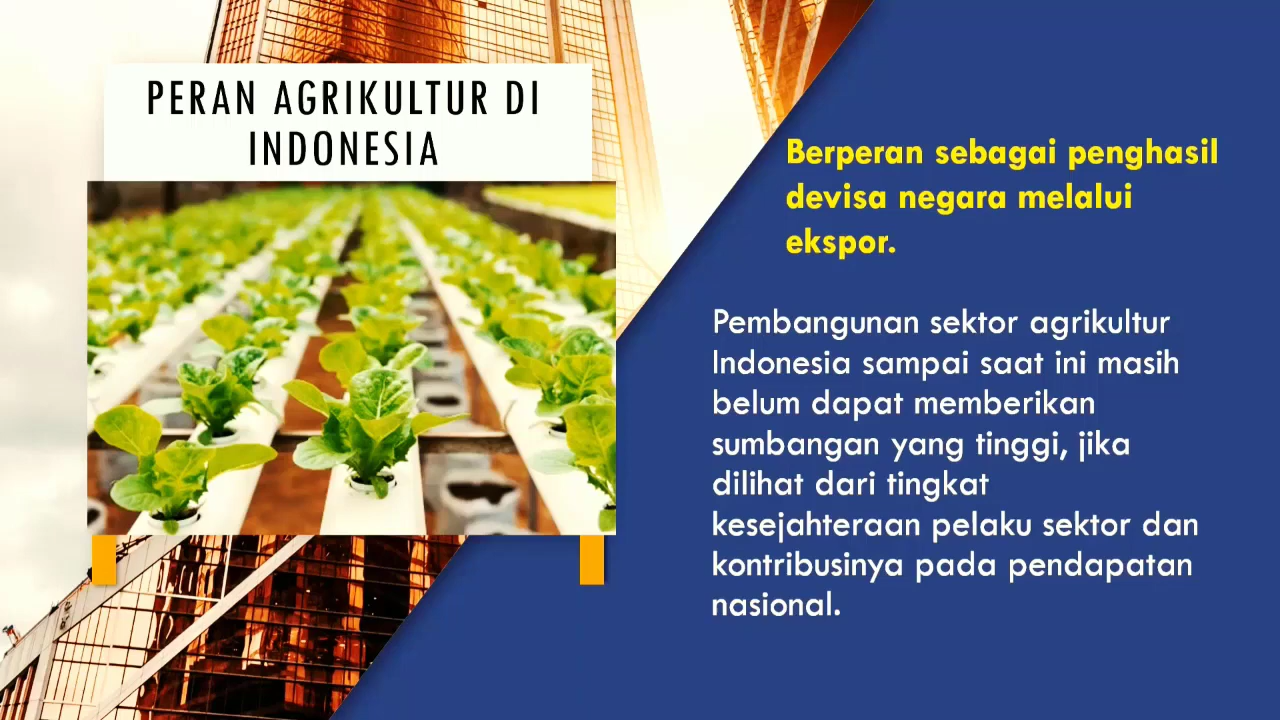 PERAN AGRIKULTUR DI
INDONESIA
Berperan sebagai penghasil
devisa negara melalui
ekspor.
Pembangunan sektor agrikultur
Indonesia sampai saat ini masih
belum dapat memberikan
sumbangan yang tinggi, jika
dilihat dari tingkat
kesejahteraan pelaku sektor dan
kontribusinya pada pendapatan
nasional.